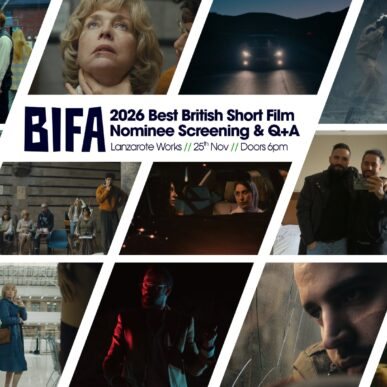 BIFA
2026 Best British Short Film
Nominee Screening & Q+A
Lanzarote Works // 25th Nov // Doors 6pm